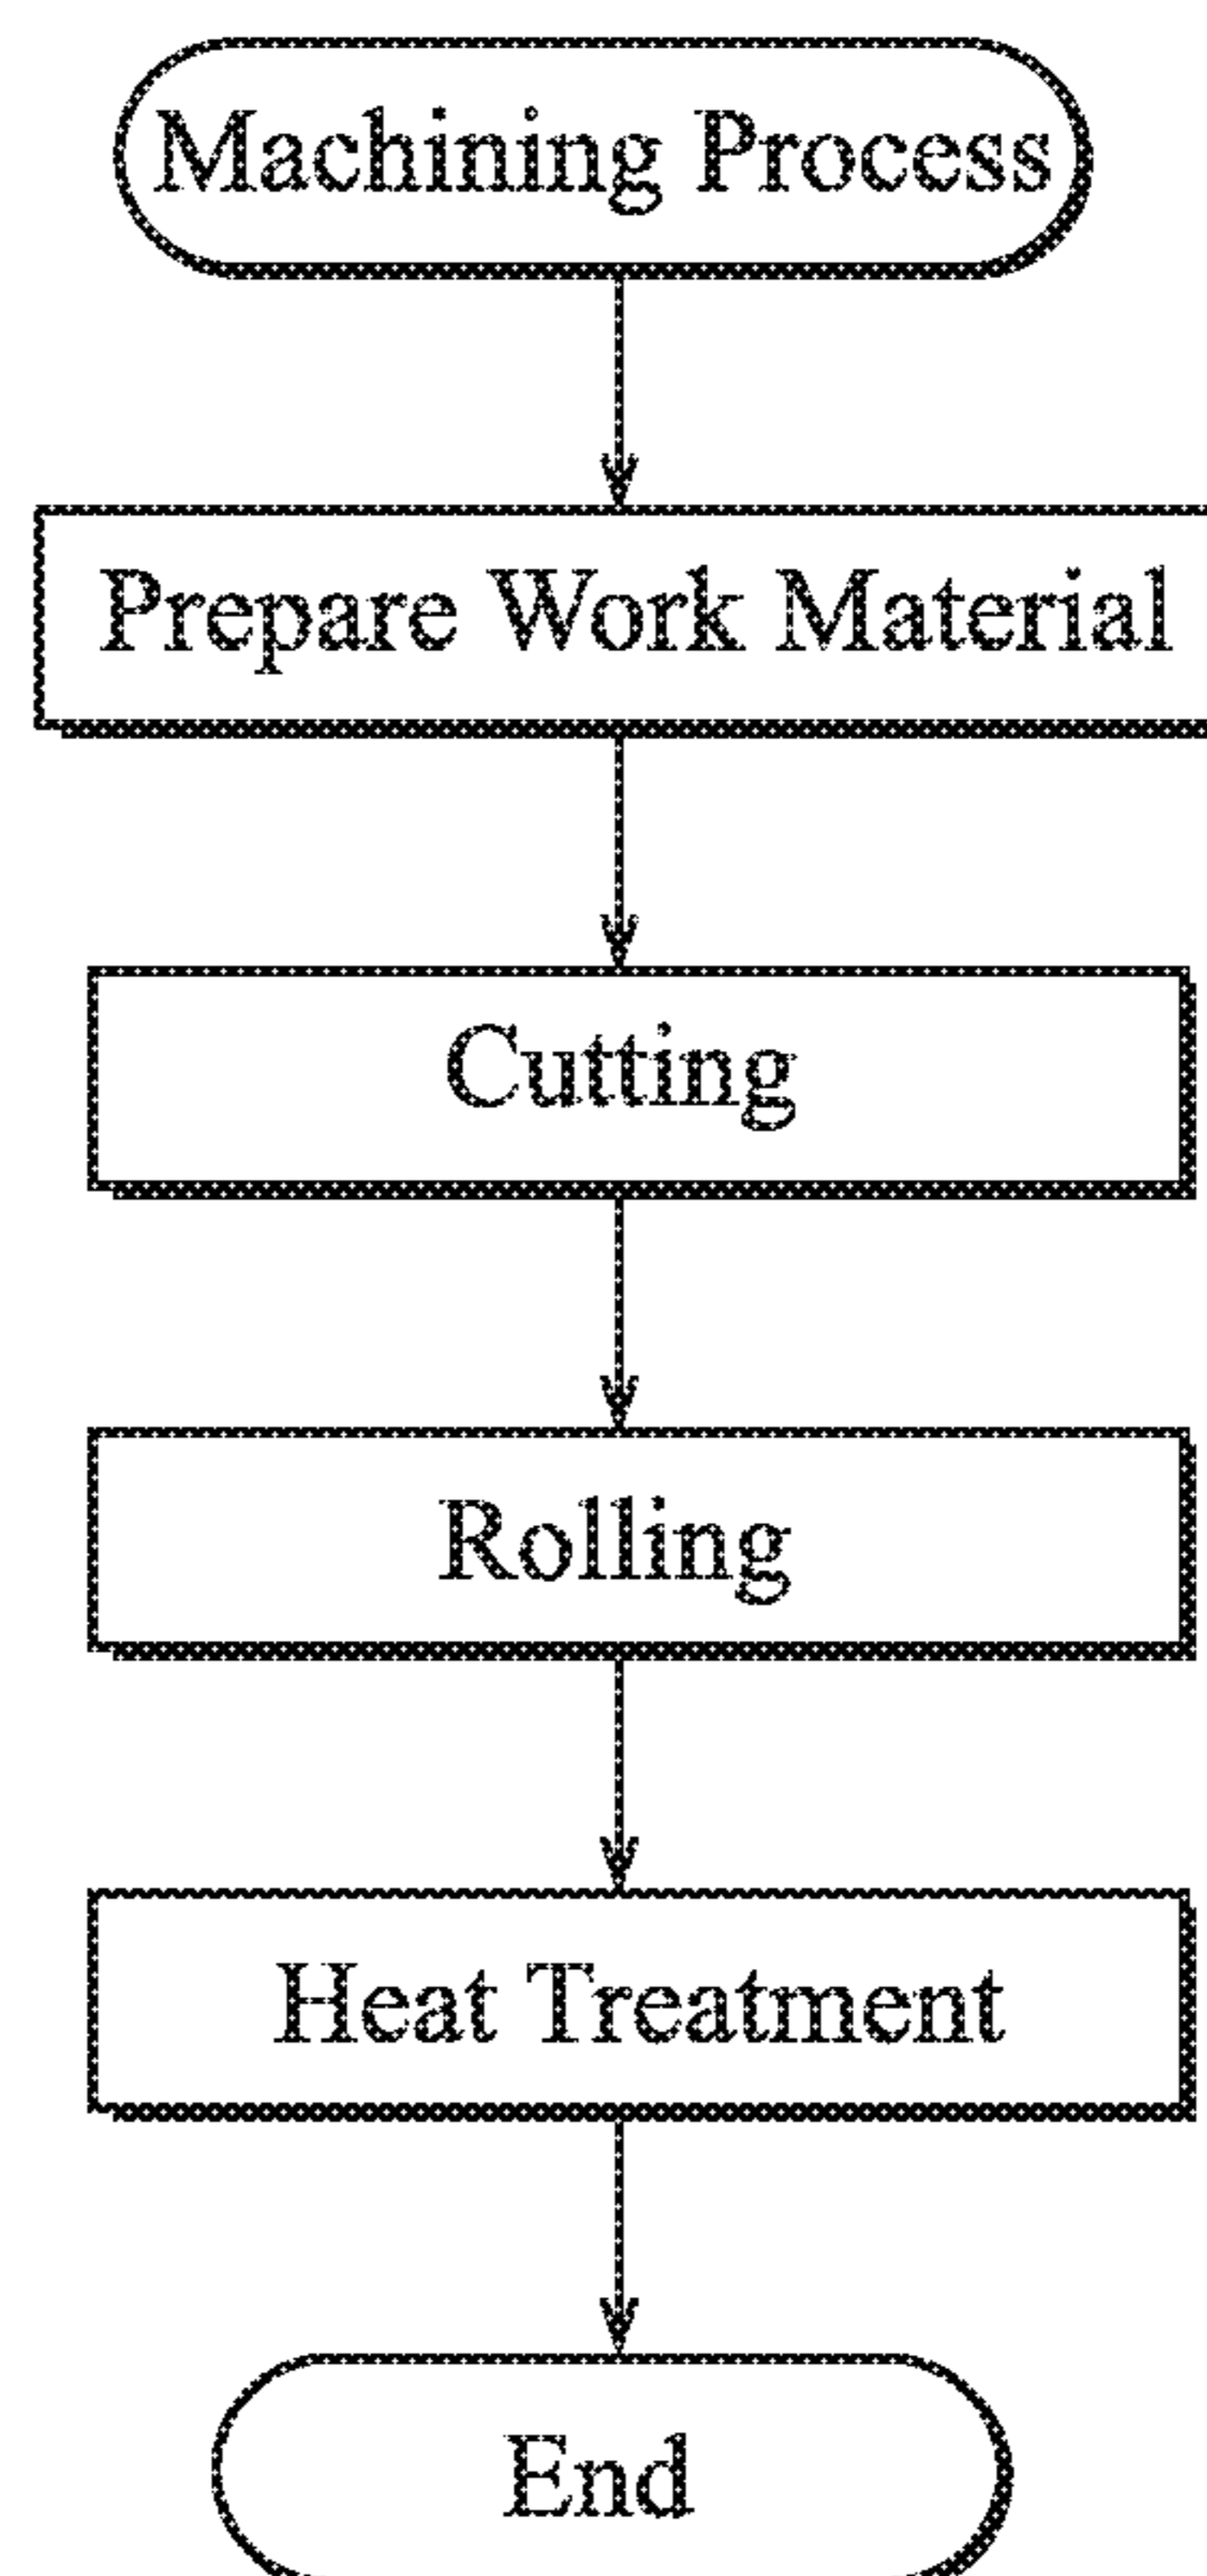 Machining Process
Prepare Work Material
Cutting
Rolling
Heat Treatment
End